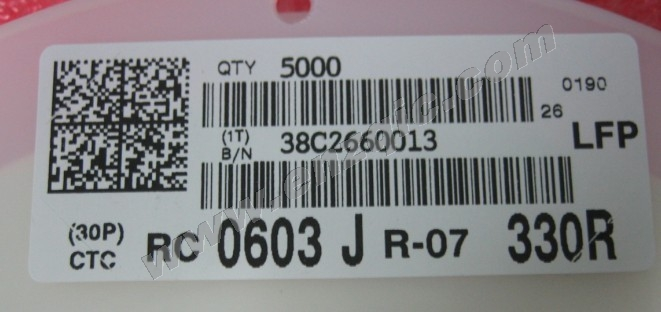 QTY 5000
0190
26
(1T)
B/N 38C2660013
LFP
(30P)
CTC RC 0603 J R-07 330R